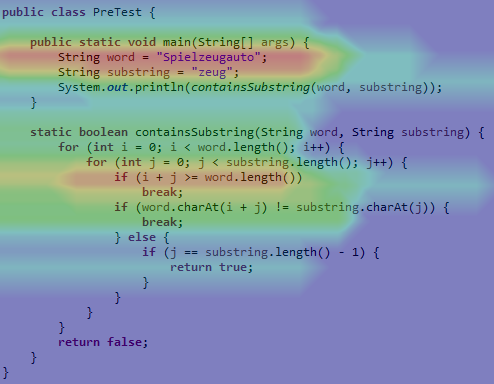 public class PreTest {
public static void main(String[] args) {
String word = "Spielzeugauto";
String substring = "zeug";
System.out.println(containsSubstring(word, substring));
}
static boolean containsSubstring(String word, String substring) {
for (int i = 0; i < word.length(); i++) {
for (int j = 0; j < substring.length(); j++) {
if (i + j >= word.length())
break;
if (word.charAt(i + j) != substring.charAt(j)) {
break;
} else {
if (j == substring.length() - 1) {
return true;
}
}
}
}
return false;
}
}